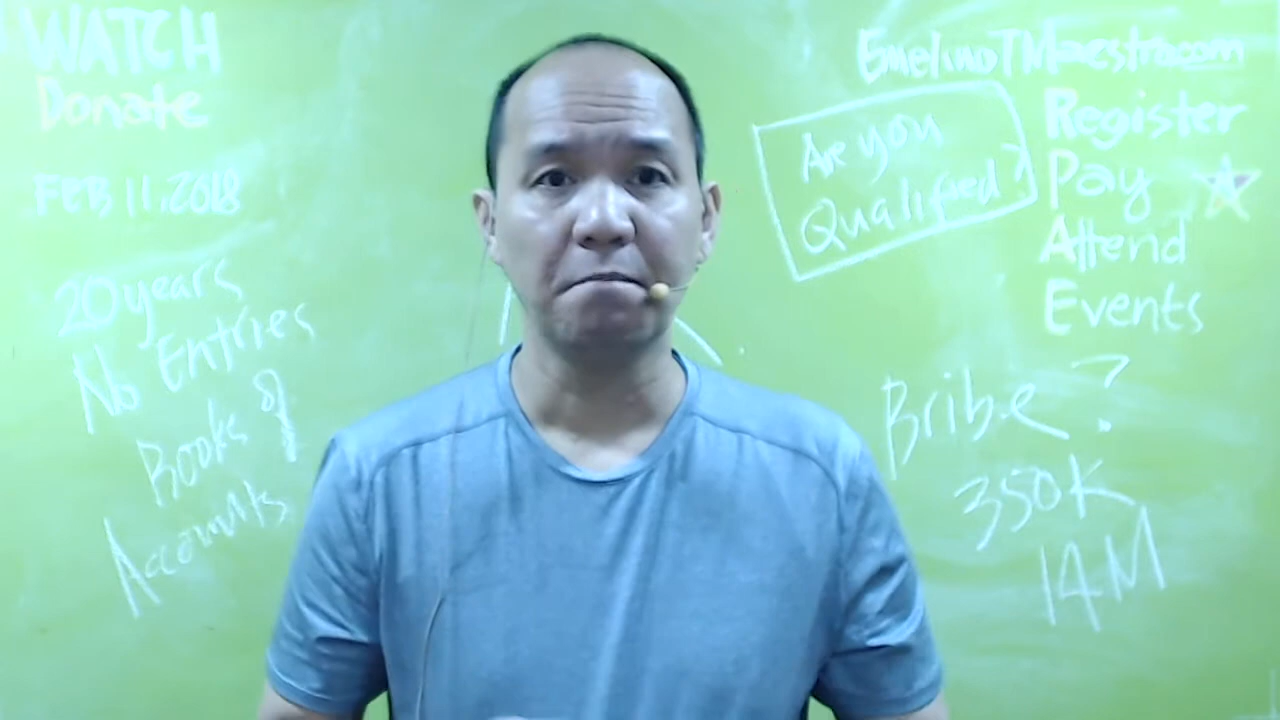 WATCH
Donate
FEB 11, 2018
20 years
No Entries
Books of
Accounts
EmelinoTMaestro.com
Are you
Qualified?
Register
Pay
Attend
Events
Bribe?
350K
14M